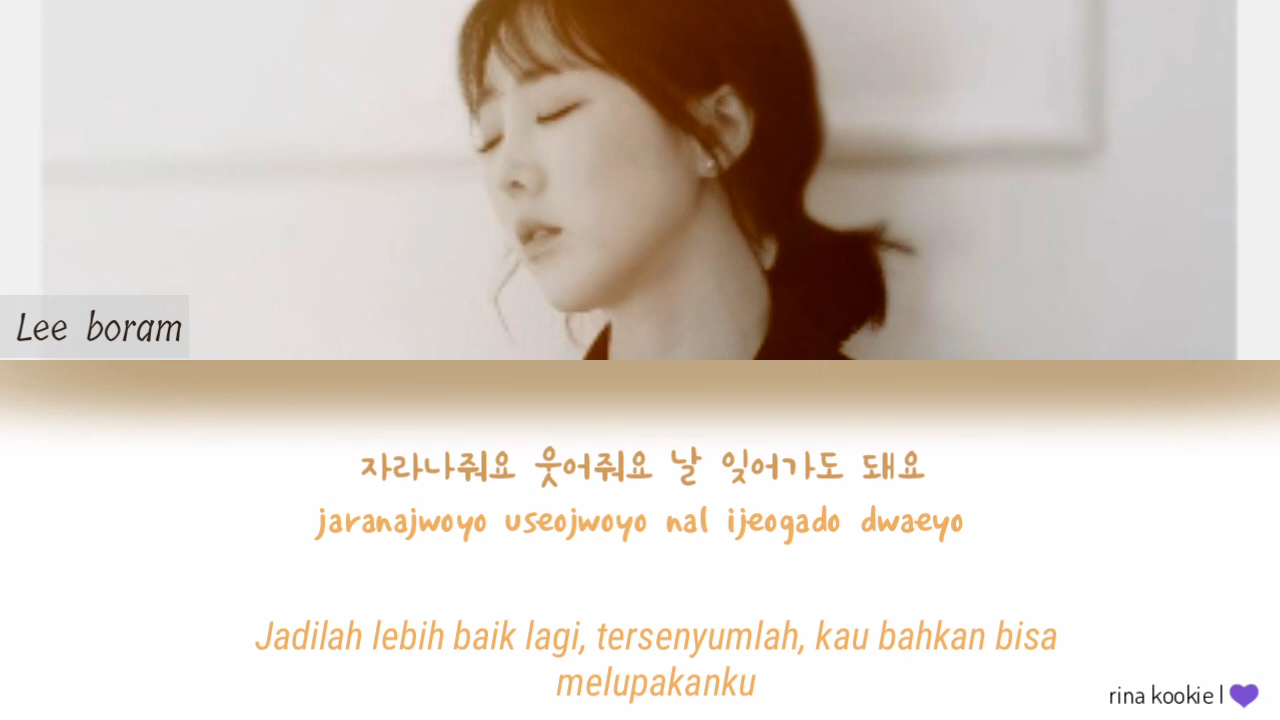 Lee boram
자라나줘요 웃어줘요 날 잊어가도 돼요
jaranajwoyo useojwoyo nal ijeogado dwaeyo
Jadilah lebih baik lagi, tersenyumlah, kau bahkan bisa
melupakanku
rina kookie l 💜